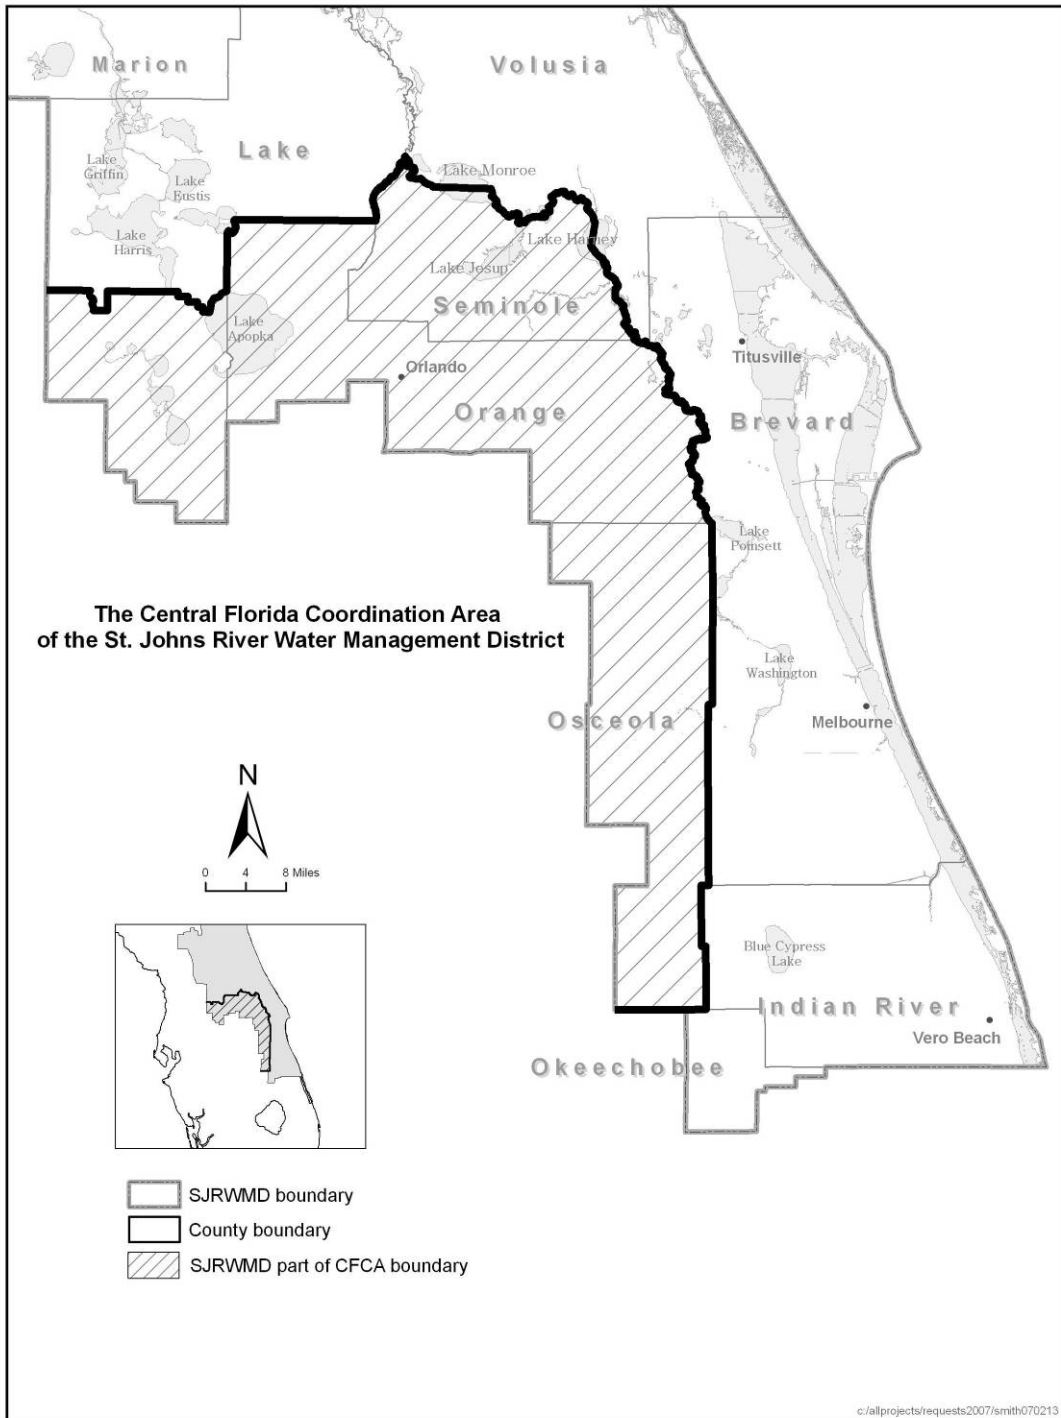 Marion
Volusia
Lake
Lake
Griffin
Lake
Eustis
Lake Monroe
Lake
Harris
Lake Harney
Lake Jesup
Seminole
Lake
Apopka
Titusville
Orlando
Orange
Brevard
Lake
Poinsett
The Central Florida Coordination Area
of the St. Johns River Water Management District
Lake
Washington
Osceola
Melbourne
N
0 4 8 Miles
Blue Cypress
Lake
Indian River
Vero Beach
Okeechobee
SJRWMD boundary
County boundary
SJRWMD part of CFCA boundary
c:/allprojects/requests2007/smith070213